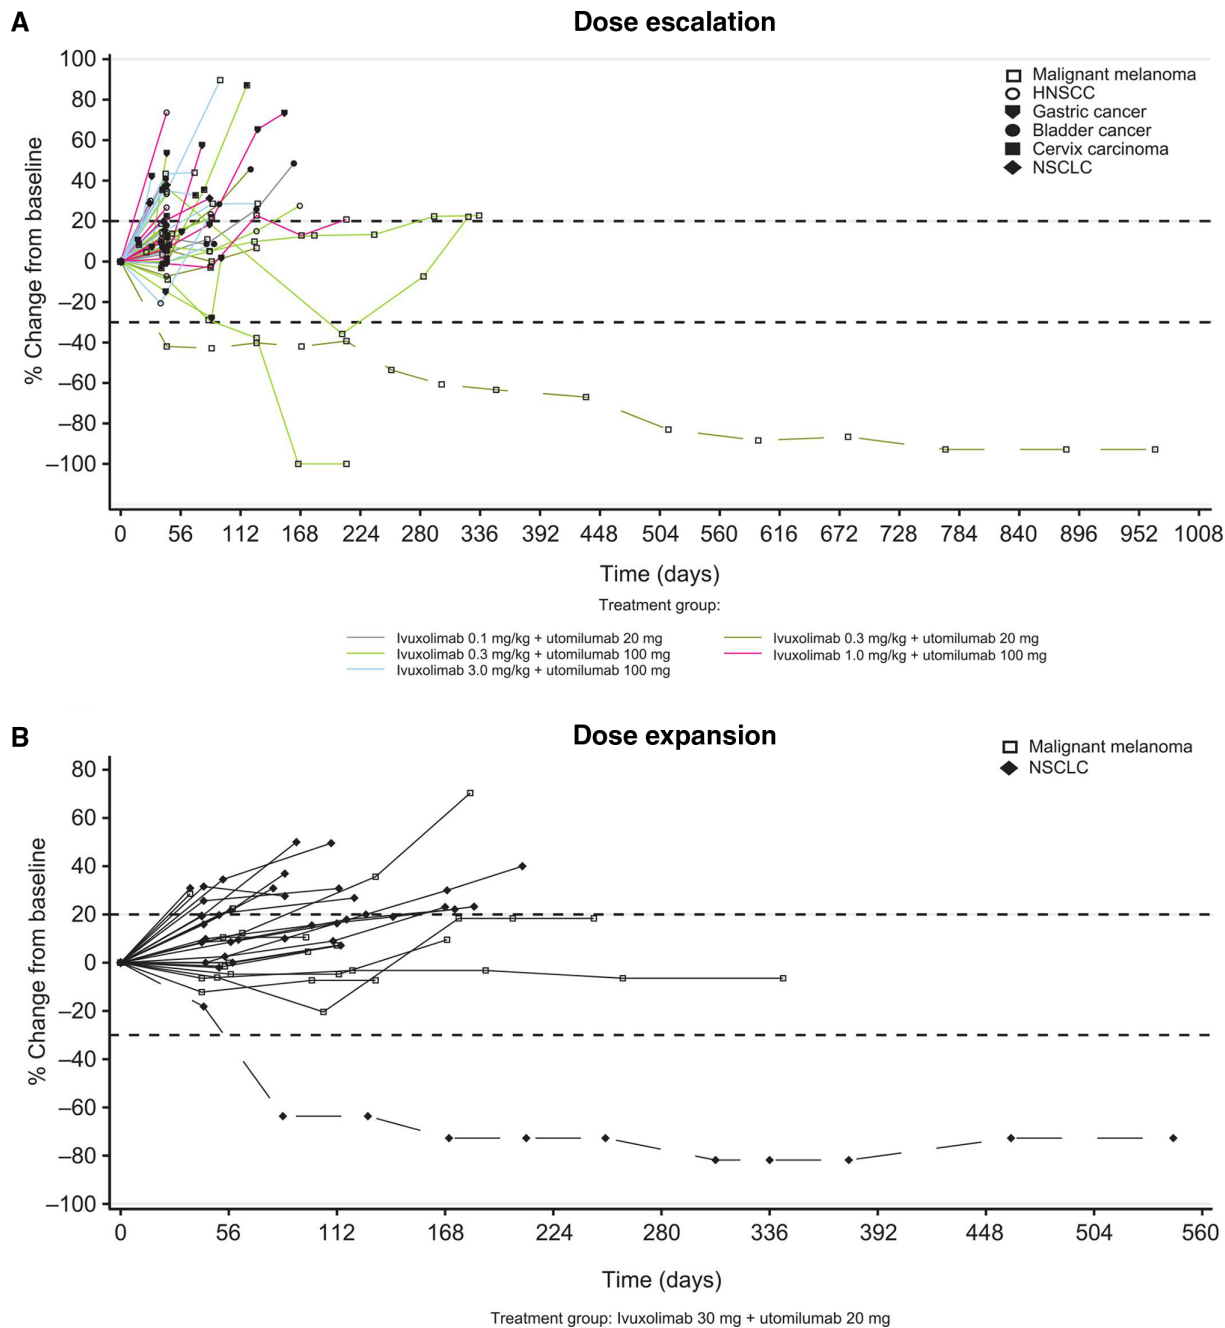 A
Dose escalation
% Change from baseline
100
80
60
40
20
0
–20
–40
–60
–80
–100
Malignant melanoma
HNSCC
Gastric cancer
Bladder cancer
Cervix carcinoma
NSCLC
0 56 112 168 224 280 336 392 448 504 560 616 672 728 784 840 896 952 1008
Time (days)
Treatment group:
Ivuxolimab 0.1 mg/kg + utomilumab 20 mg
Ivuxolimab 0.3 mg/kg + utomilumab 20 mg
Ivuxolimab 0.3 mg/kg + utomilumab 100 mg
Ivuxolimab 1.0 mg/kg + utomilumab 100 mg
Ivuxolimab 3.0 mg/kg + utomilumab 100 mg
B
Dose expansion
% Change from baseline
80
60
40
20
0
–20
–40
–60
–80
–100
Malignant melanoma
NSCLC
0 56 112 168 224 280 336 392 448 504 560
Time (days)
Treatment group: Ivuxolimab 30 mg + utomilumab 20 mg